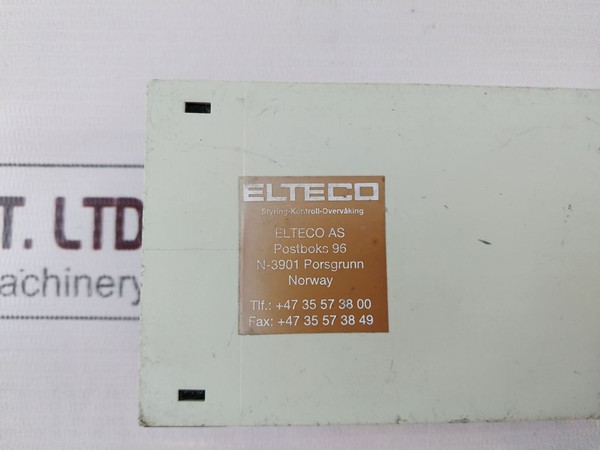 T. LTD
achinery
ELTECO
Styring-Kontroll-Overvåking
ELTECO AS
Postboks 96
N-3901 Porsgrunn
Norway
Tlf.: +47 35 57 38 00
Fax: +47 35 57 38 49